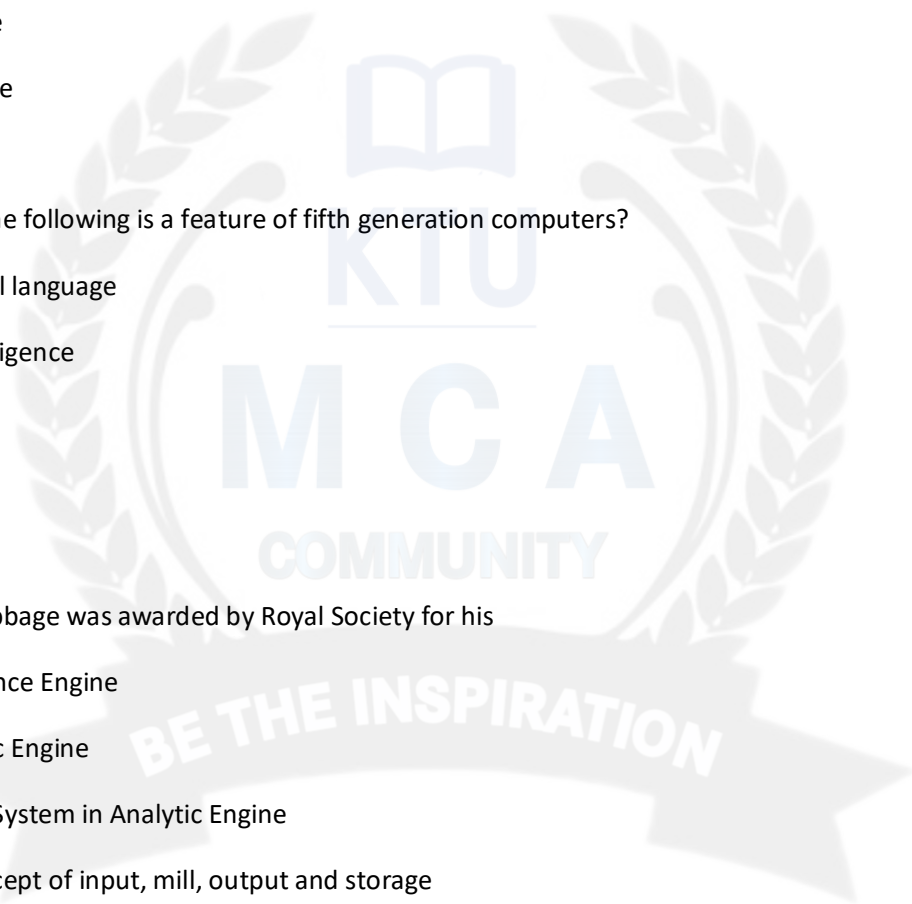 e
e
e following is a feature of fifth generation computers?
l language
igence
bbage was awarded by Royal Society for his
nce Engine
c Engine
System in Analytic Engine
cept of input, mill, output and storage
KTU
MCA
COMMUNITY
BE THE INSPIRATION